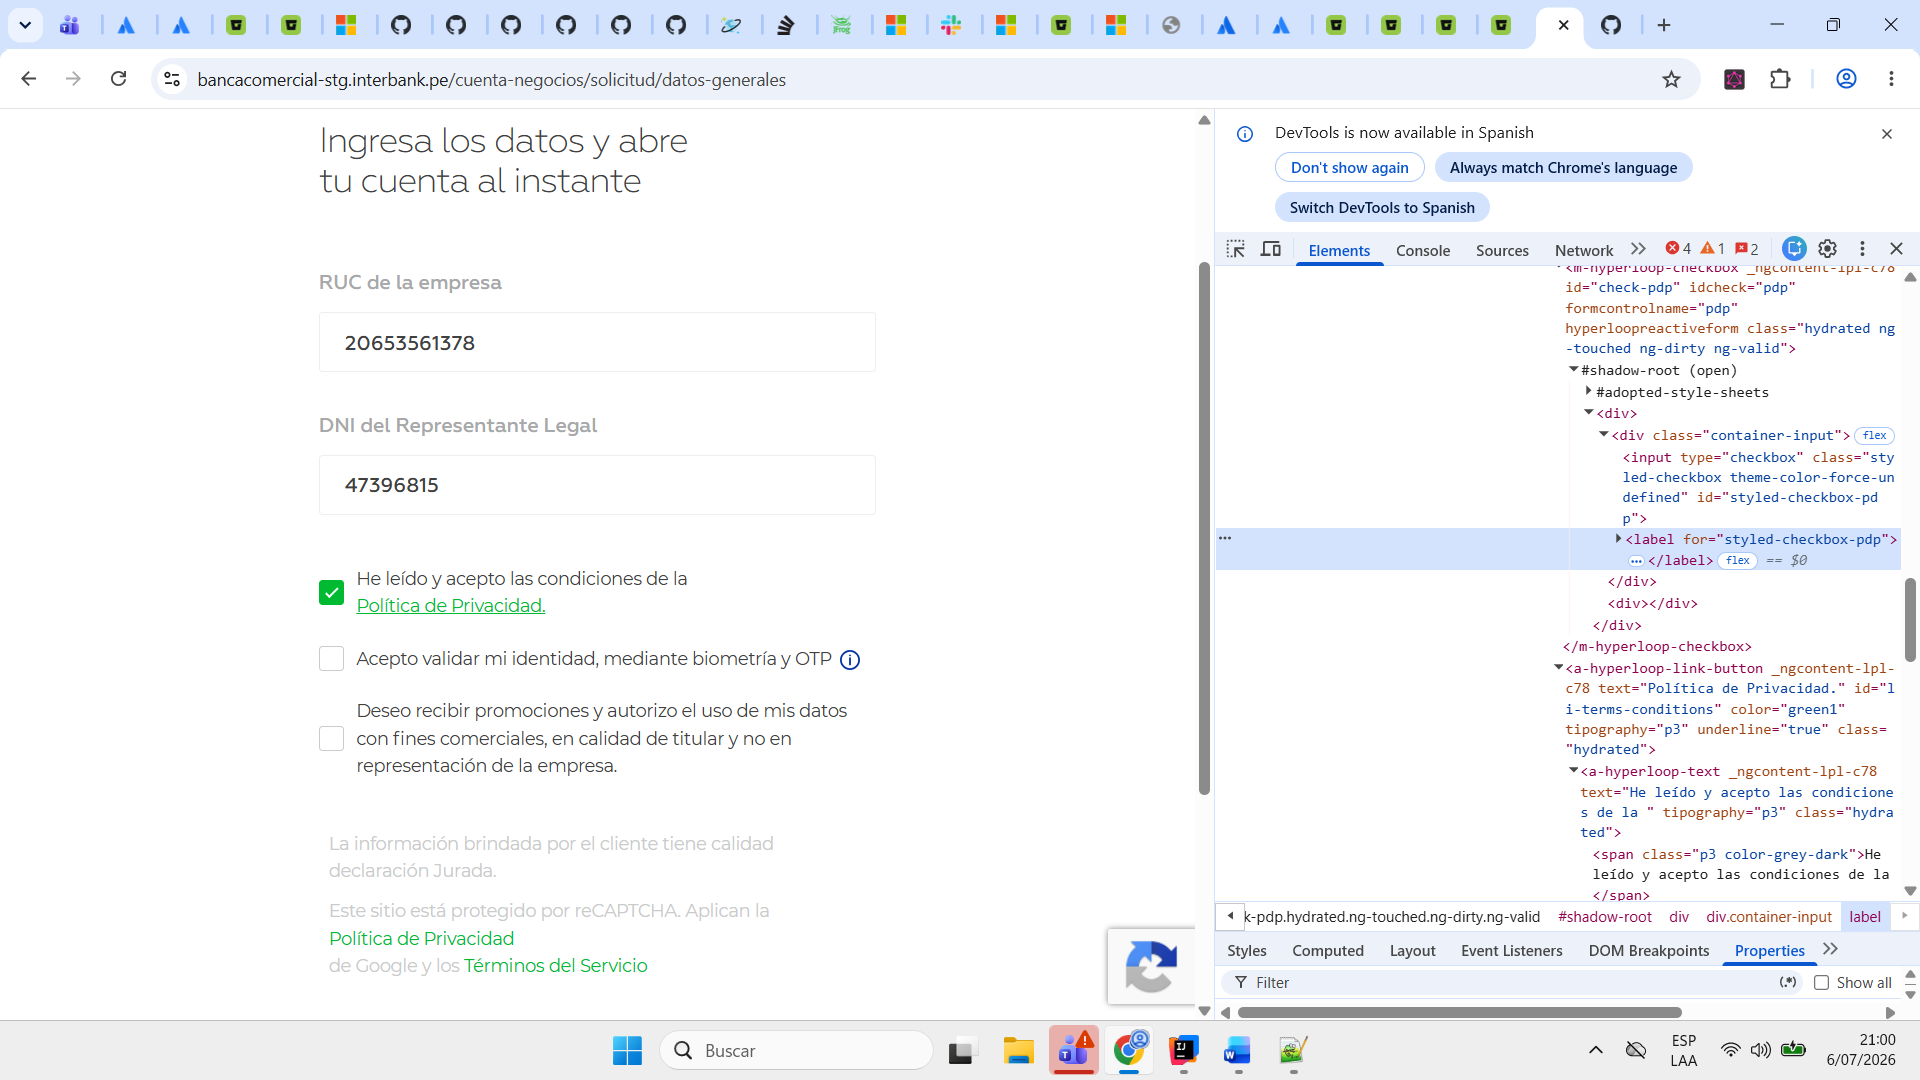 bancacomercial-stg.interbank.pe/cuenta-negocios/solicitud/datos-generales
Ingresa los datos y abre
tu cuenta al instante
RUC de la empresa
20653561378
DNI del Representante Legal
47396815
He leído y acepto las condiciones de la
Política de Privacidad.
Acepto validar mi identidad, mediante biometría y OTP
Deseo recibir promociones y autorizo el uso de mis datos
con fines comerciales, en calidad de titular y no en
representación de la empresa.
La información brindada por el cliente tiene calidad
declaración Jurada.
Este sitio está protegido por reCAPTCHA. Aplican la
Política de Privacidad
de Google y los Términos del Servicio
DevTools is now available in Spanish
Don't show again
Always match Chrome's language
Switch DevTools to Spanish
Elements Console Sources Network 4 1 2
<m-hyperloop-checkbox _ngcontent-lpl-c78
id="check-pdp" idcheck="pdp"
formcontrolname="pdp"
hyperloopreactiveform class="hydrated ng
-touched ng-dirty ng-valid">
#shadow-root (open)
#adopted-style-sheets
<div>
<div class="container-input"> flex
<input type="checkbox" class="sty
led-checkbox theme-color-force-un
defined" id="styled-checkbox-pd
p">
<label for="styled-checkbox-pdp">
… </label> flex == $0
</div>
<div></div>
</div>
</m-hyperloop-checkbox>
<a-hyperloop-link-button _ngcontent-lpl-
c78 text="Política de Privacidad." id="l
i-terms-conditions" color="green1"
tipography="p3" underline="true" class=
"hydrated">
<a-hyperloop-text _ngcontent-lpl-c78
text="He leído y acepto las condicione
s de la " tipography="p3" class="hydra
ted">
<span class="p3 color-grey-dark">He
leído y acepto las condiciones de la
</span>
k-pdp.hydrated.ng-touched.ng-dirty.ng-valid #shadow-root div div.container-input label
Styles Computed Layout Event Listeners DOM Breakpoints Properties
Filter (.*) Show all
Buscar
ESP
LAA
21:00
6/07/2026